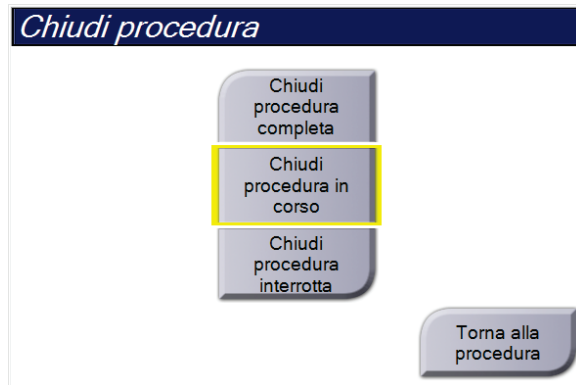 Chiudi procedura
Chiudi
procedura
completa
Chiudi
procedura in
corso
Chiudi
procedura
interrotta
Torna alla
procedura